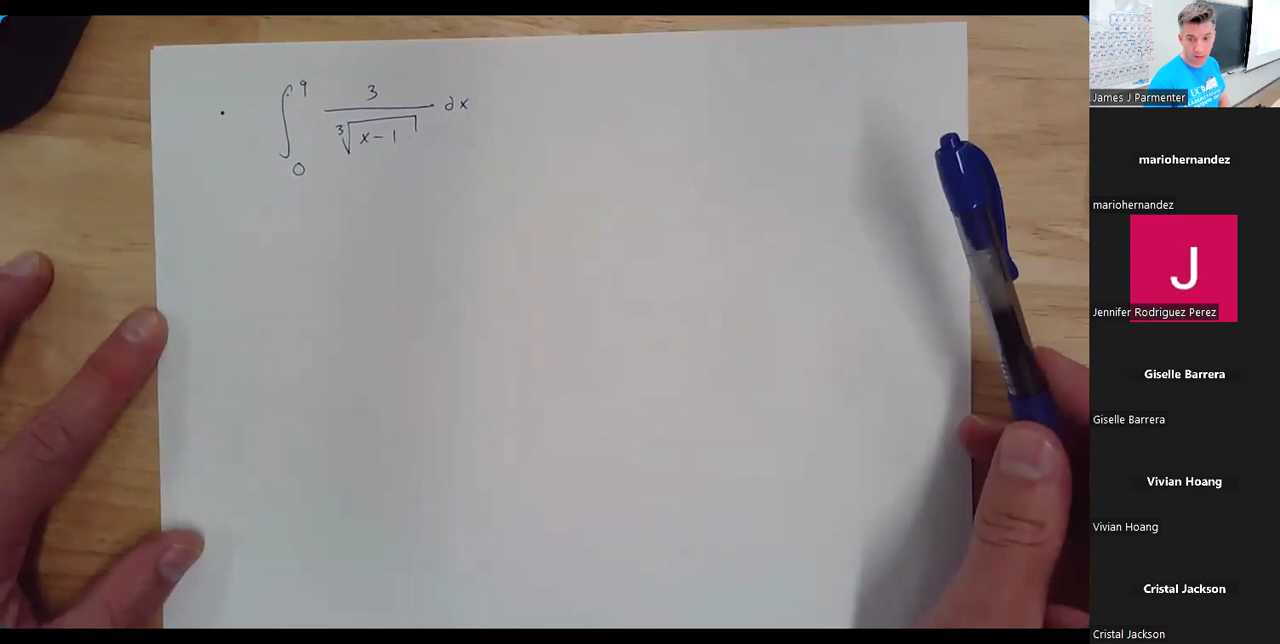 ∫₀⁹ 3/∛(x-1) dx
James J Parmenter
mariohernandez
mariohernandez
J
Jennifer Rodriguez Perez
Giselle Barrera
Giselle Barrera
Vivian Hoang
Vivian Hoang
Cristal Jackson
Cristal Jackson